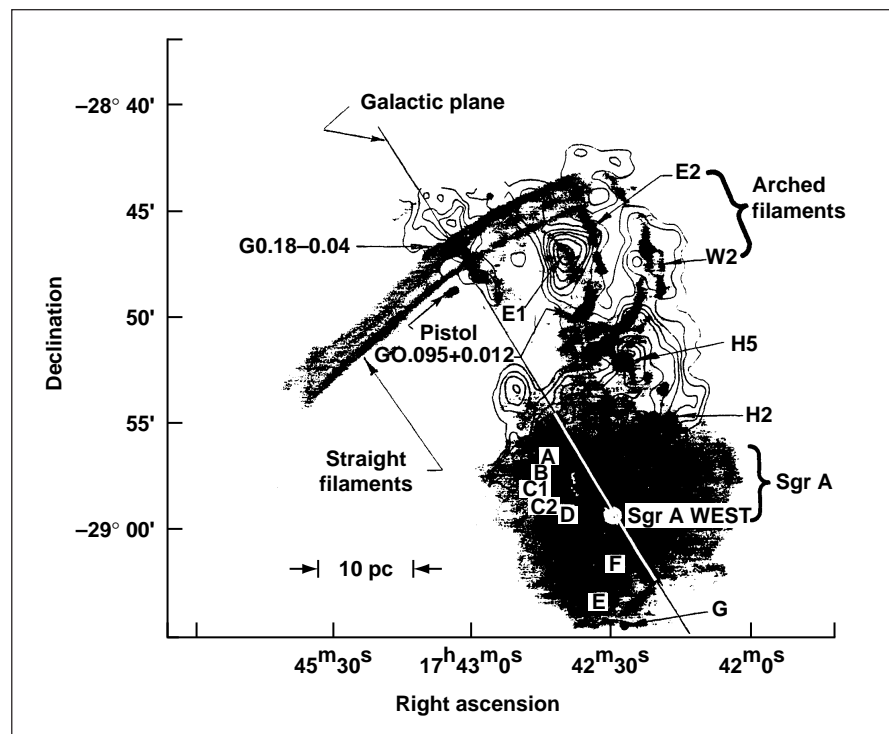 Galactic plane
–28° 40'
E2
Arched
filaments
45'
G0.18–0.04
W2
50'
E1
Pistol
GO.095+0.012
H5
Declination
H2
55'
A
Straight
filaments
B
C1
Sgr A
C2
D
Sgr A WEST
–29° 00'
10 pc
F
E
G
45ᵐ30ˢ
17ʰ43ᵐ0ˢ
42ᵐ30ˢ
42ᵐ0ˢ
Right ascension